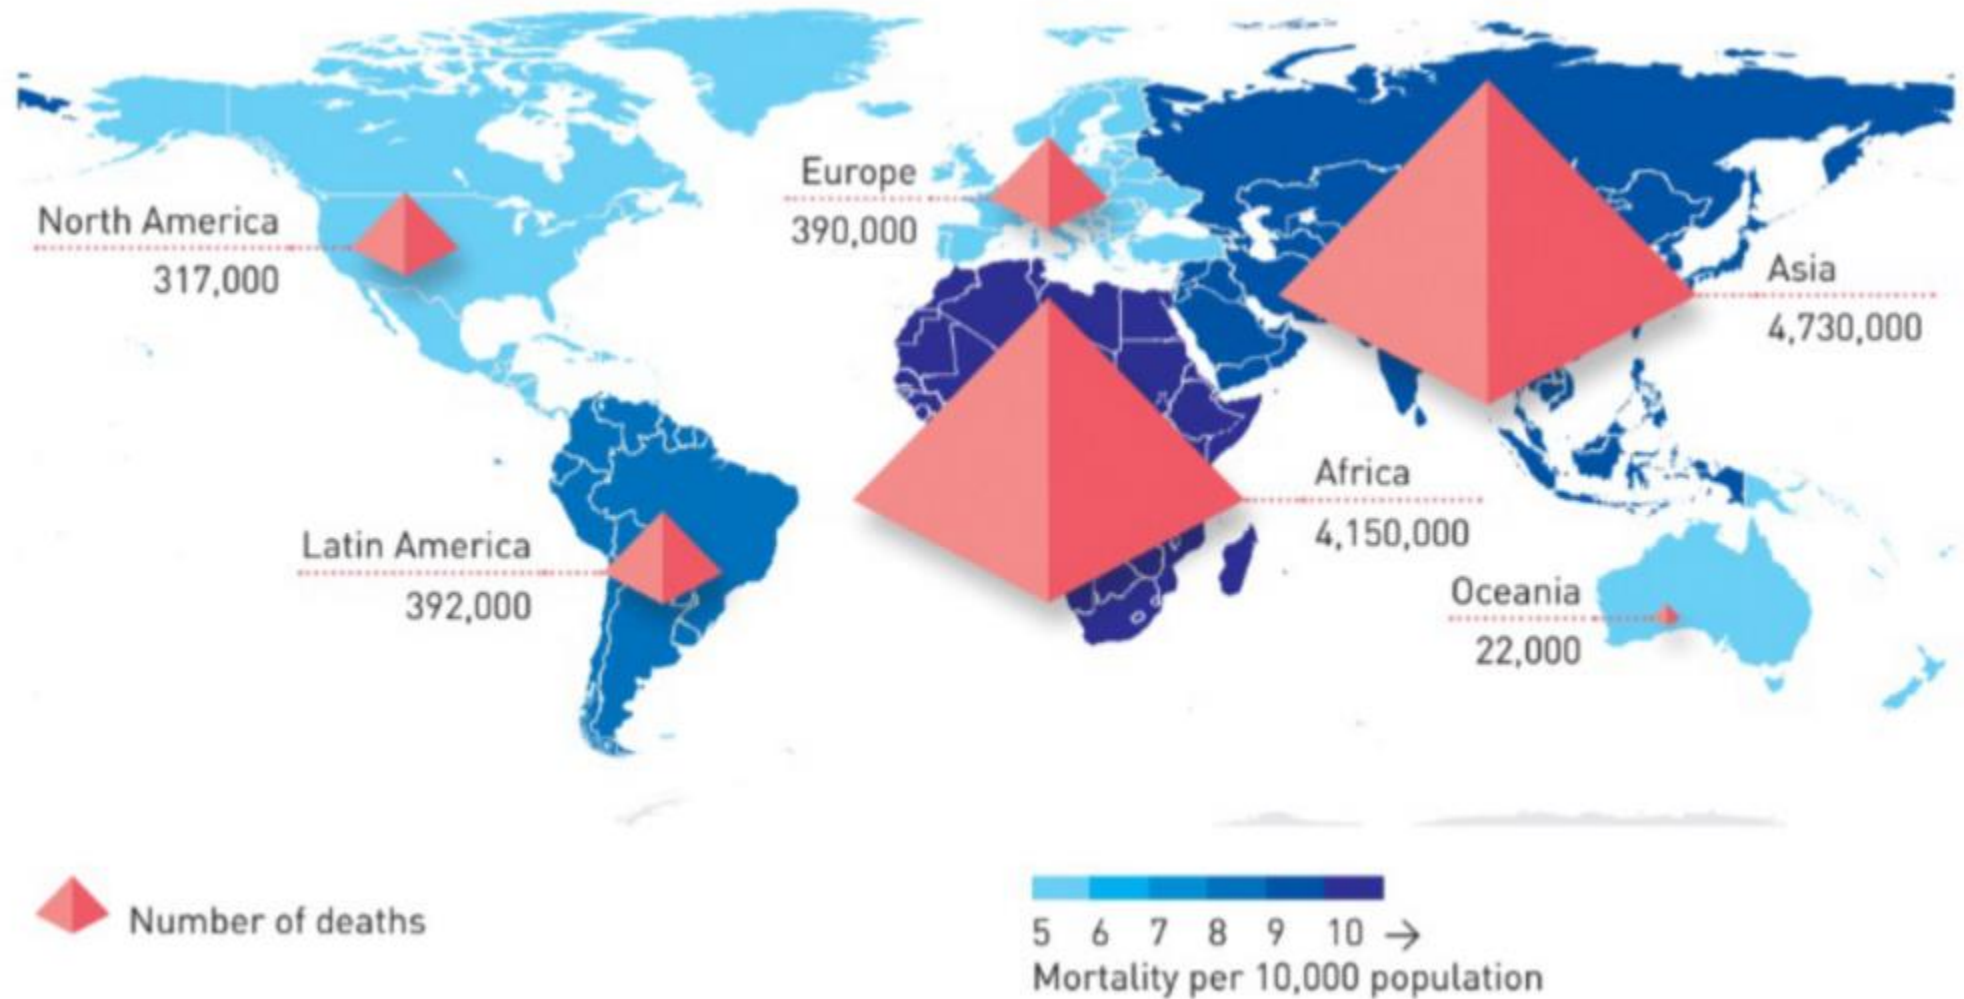 North America
317,000
Europe
390,000
Asia
4,730,000
Africa
4,150,000
Latin America
392,000
Oceania
22,000
Number of deaths
5 6 7 8 9 10 →
Mortality per 10,000 population